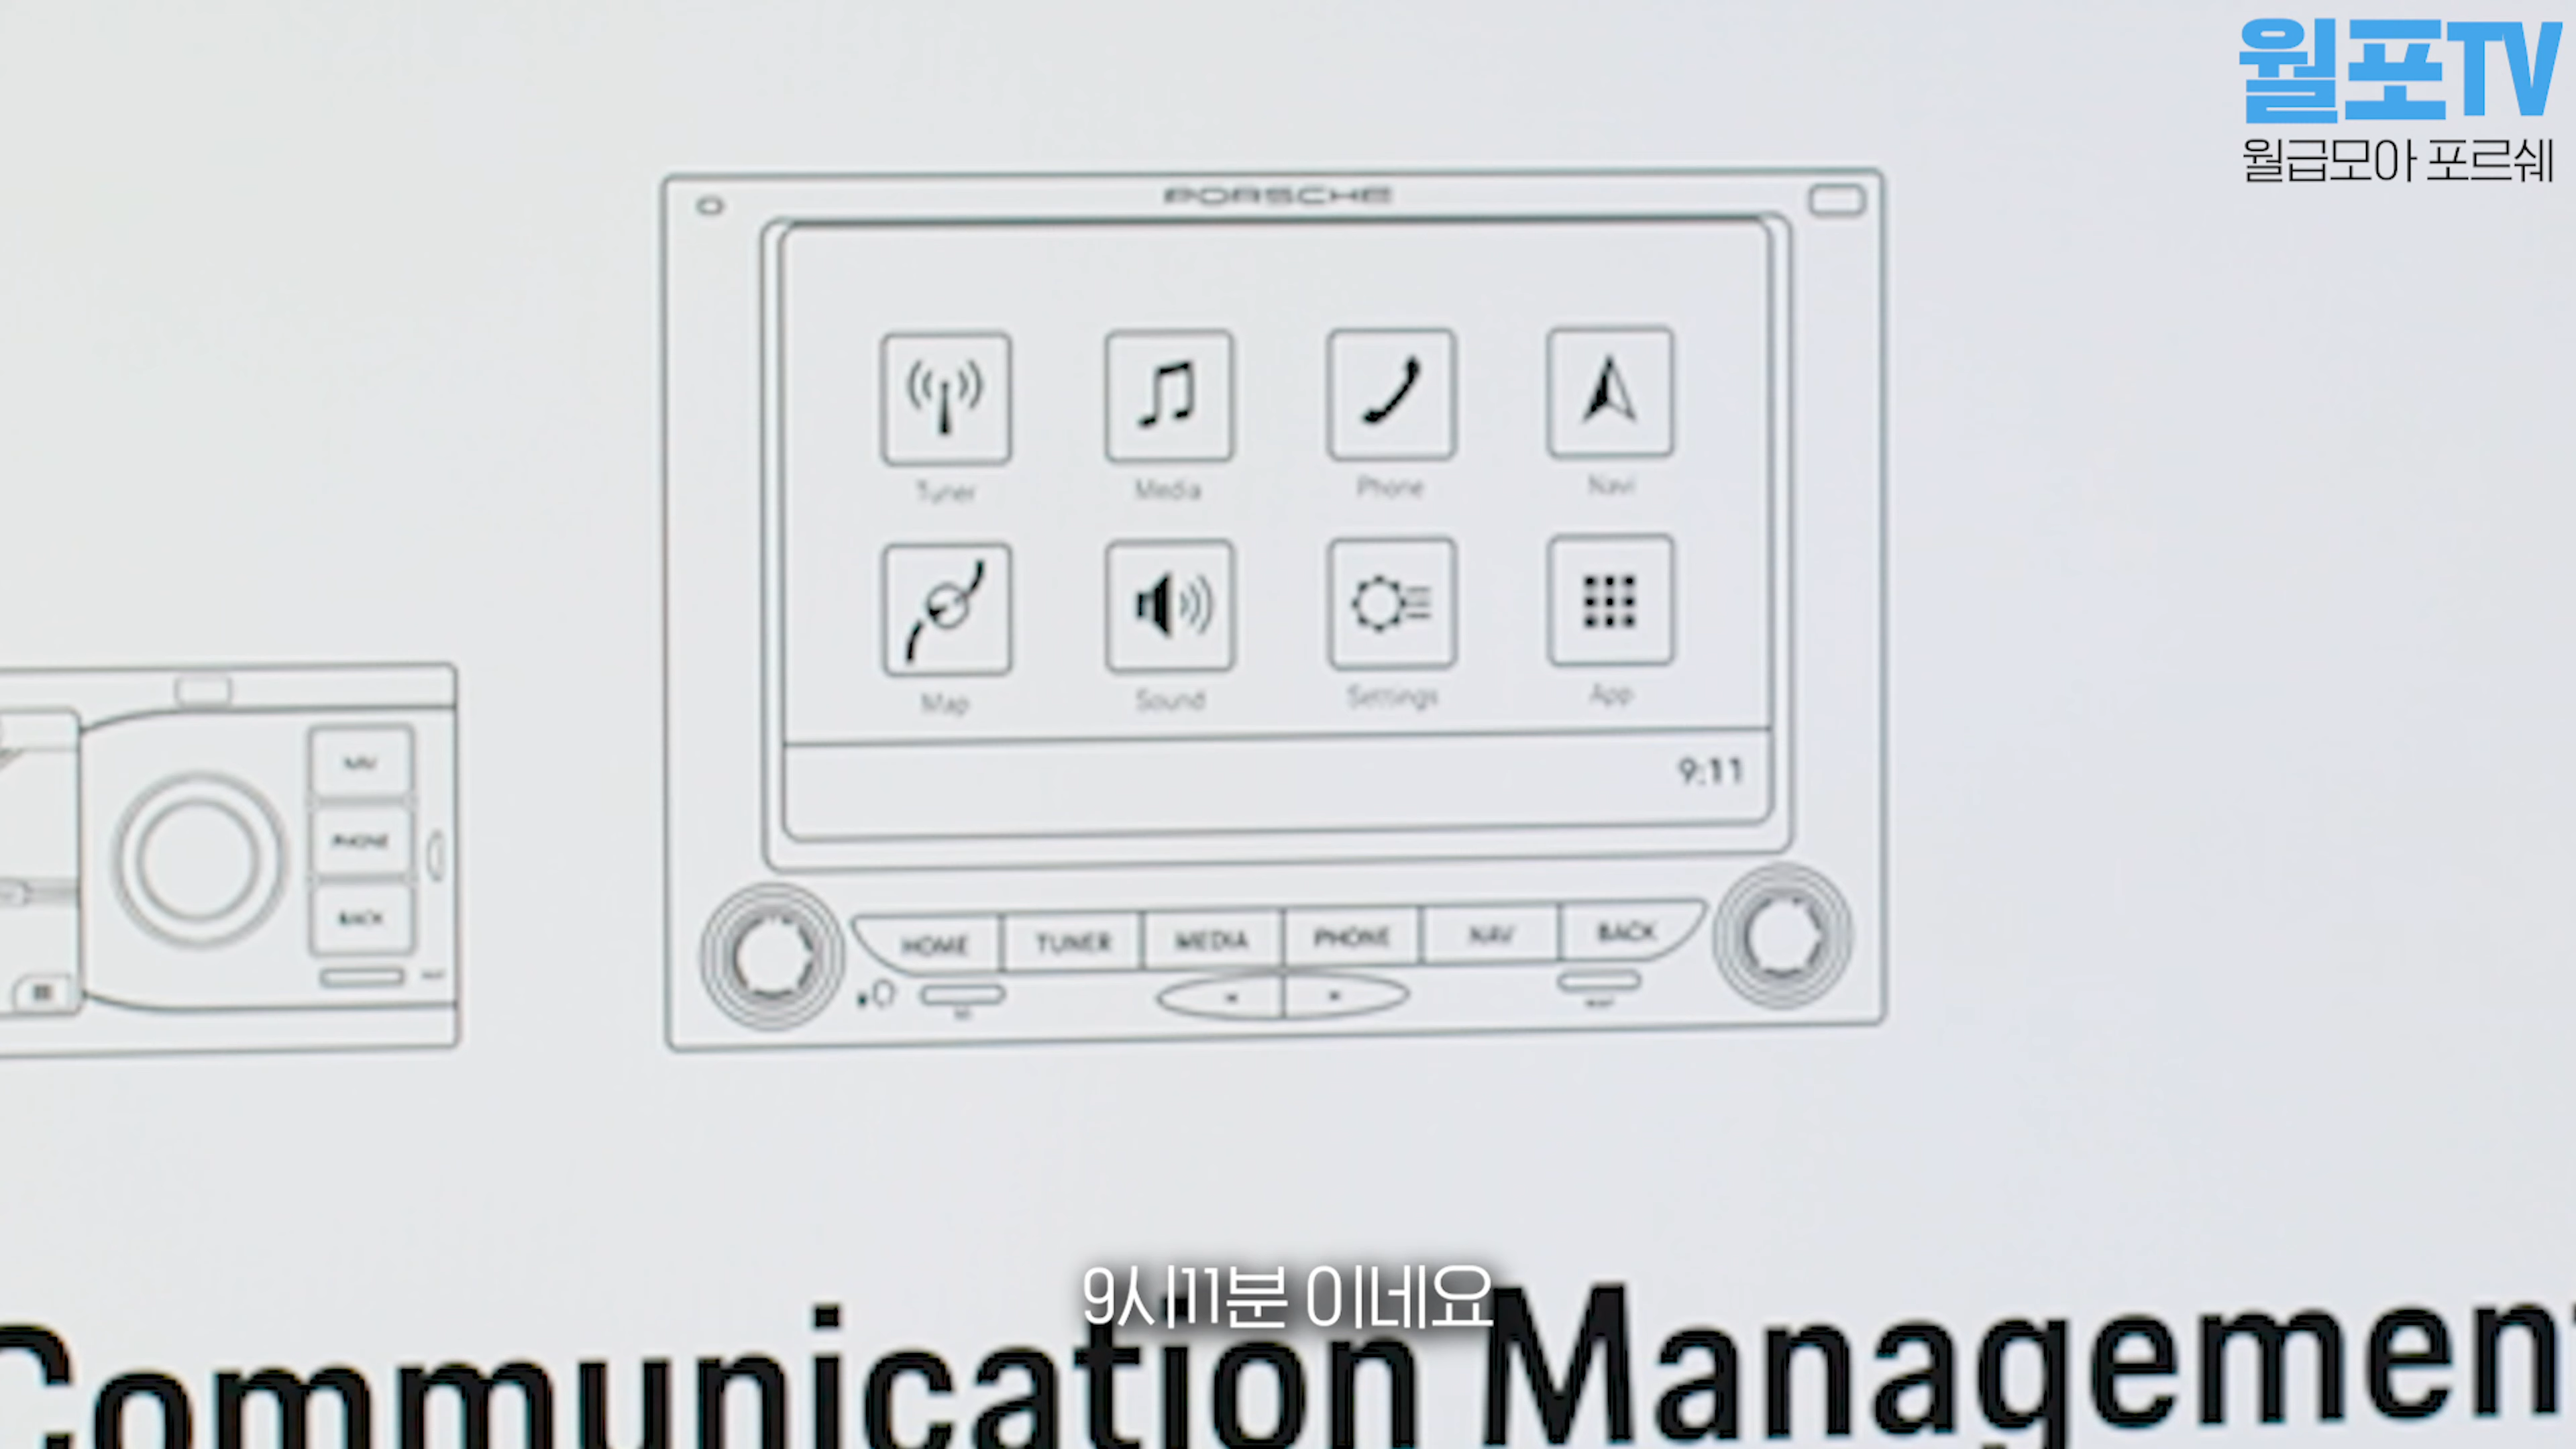 월포TV
월급모아 포르쉐
PORSCHE
Tuner Media Phone Navi
Map Sound Settings App
9:11
NAV
PHONE
BACK
HOME TUNER MEDIA PHONE NAV BACK
9시11분 이네요
Communication Management